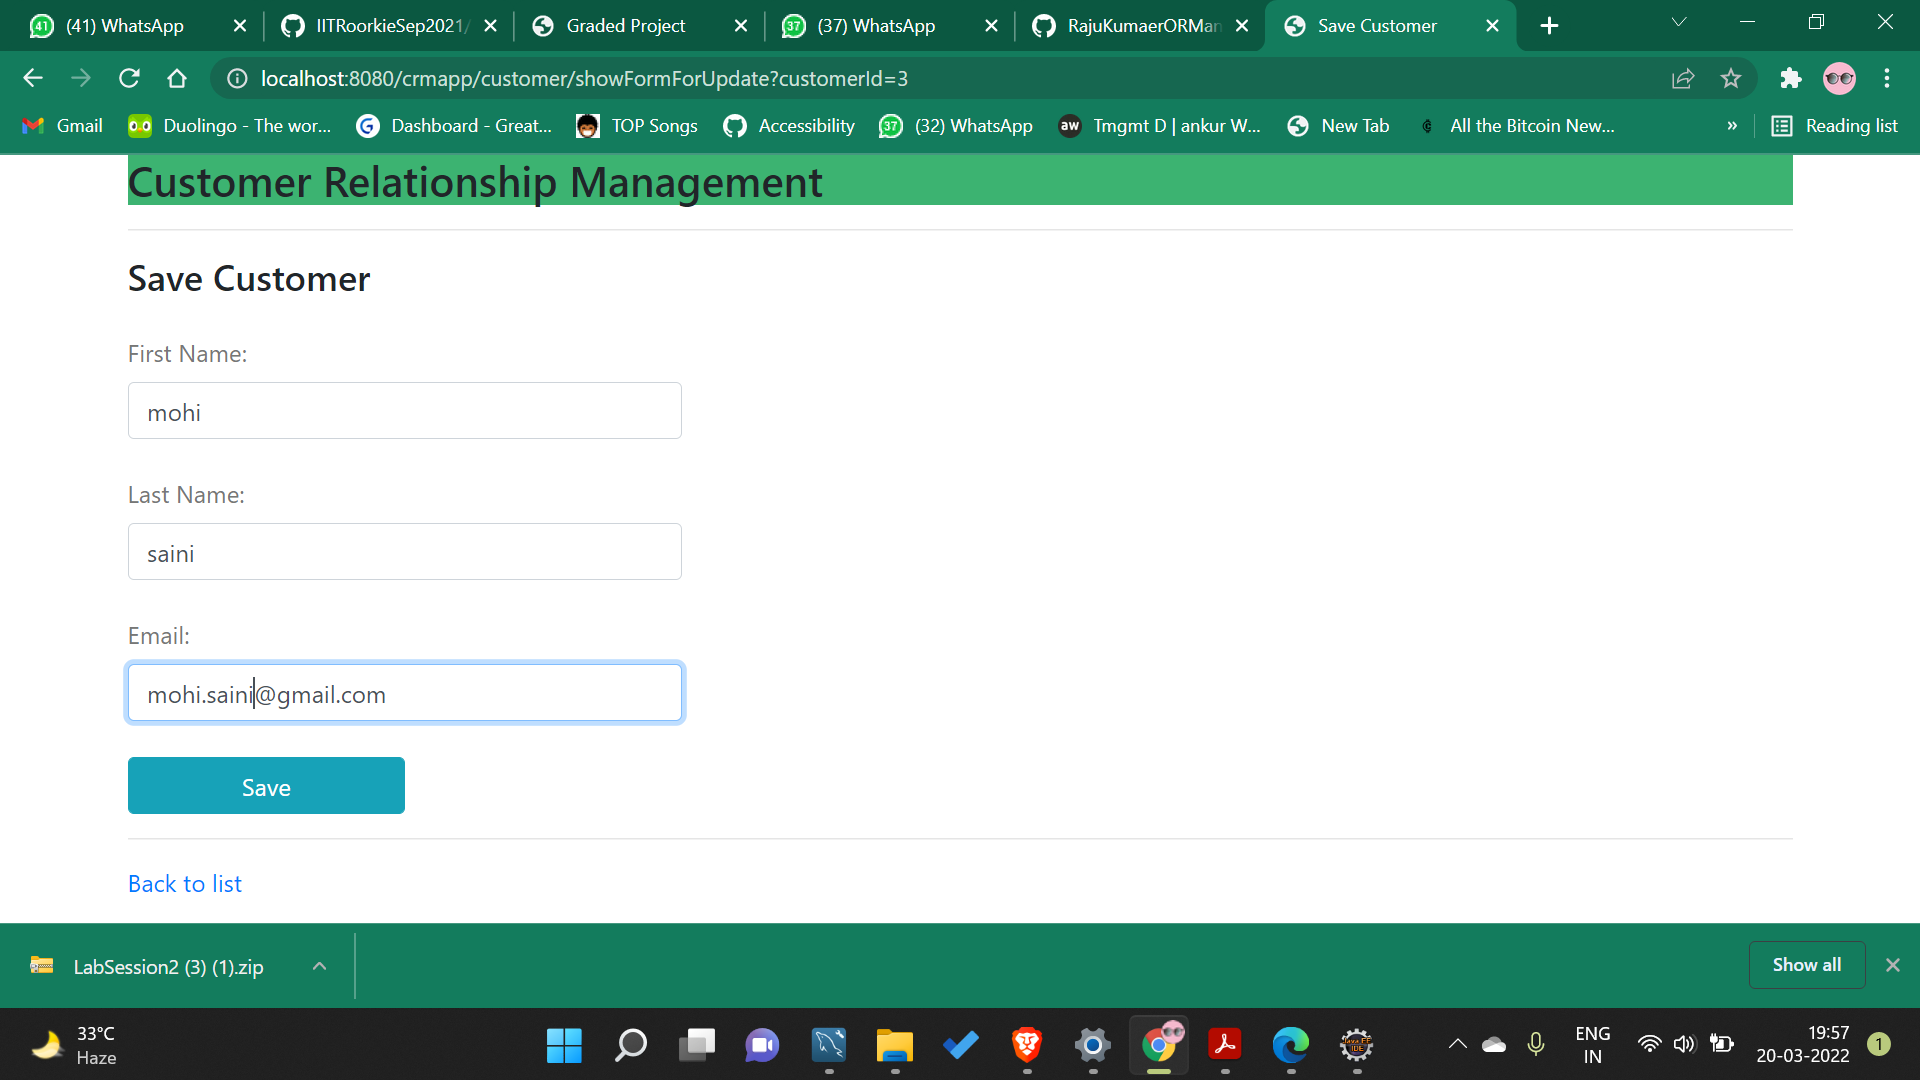 (41) WhatsApp
IITRoorkieSep2021/
Graded Project
(37) WhatsApp
RajuKumaerORMan
Save Customer
localhost:8080/crmapp/customer/showFormForUpdate?customerId=3
Gmail
Duolingo - The wor...
Dashboard - Great...
TOP Songs
Accessibility
(32) WhatsApp
Tmgmt D | ankur W...
New Tab
All the Bitcoin New...
»
Reading list
Customer Relationship Management
Save Customer
First Name:
mohi
Last Name:
saini
Email:
mohi.saini@gmail.com
Save
Back to list
LabSession2 (3) (1).zip
Show all
33°C
Haze
ENG
IN
19:57
20-03-2022
1